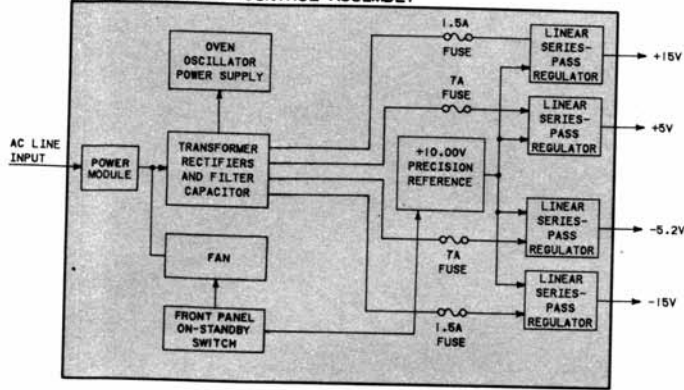 1.5A
FUSE
LINEAR
SERIES-
PASS
REGULATOR
+15V
OVEN
OSCILLATOR
POWER SUPPLY
7A
FUSE
LINEAR
SERIES-
PASS
REGULATOR
+5V
AC LINE
INPUT
POWER
MODULE
TRANSFORMER
RECTIFIERS
AND FILTER
CAPACITOR
+10.00V
PRECISION
REFERENCE
LINEAR
SERIES-
PASS
REGULATOR
-5.2V
FAN
7A
FUSE
LINEAR
SERIES-
PASS
REGULATOR
-15V
FRONT PANEL
ON-STANDBY
SWITCH
1.5A
FUSE